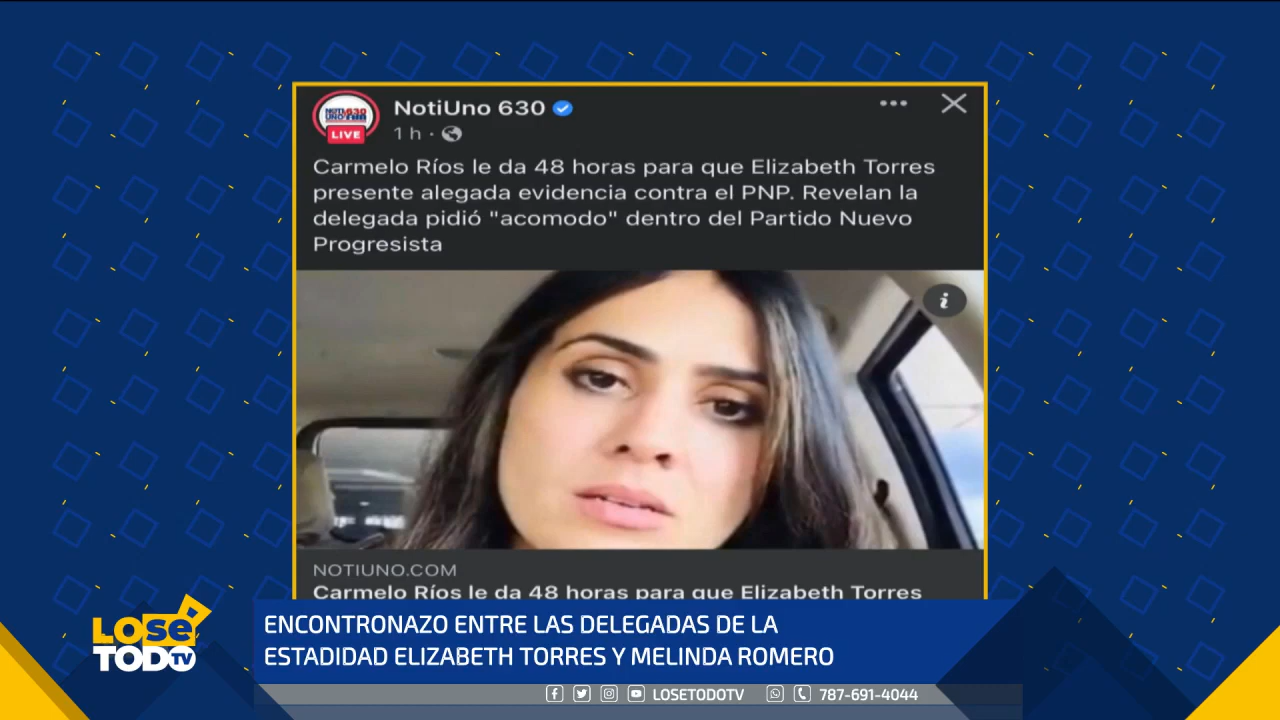 NotiUno 630
LIVE
1 h ·
Carmelo Ríos le da 48 horas para que Elizabeth Torres
presente alegada evidencia contra el PNP. Revelan la
delegada pidió "acomodo" dentro del Partido Nuevo
Progresista
NOTIUNO.COM
Carmelo Ríos le da 48 horas para que Elizabeth Torres
LO SÉ
TODO TV
ENCONTRONAZO ENTRE LAS DELEGADAS DE LA
ESTADIDAD ELIZABETH TORRES Y MELINDA ROMERO
LOSETODOTV 787-691-4044